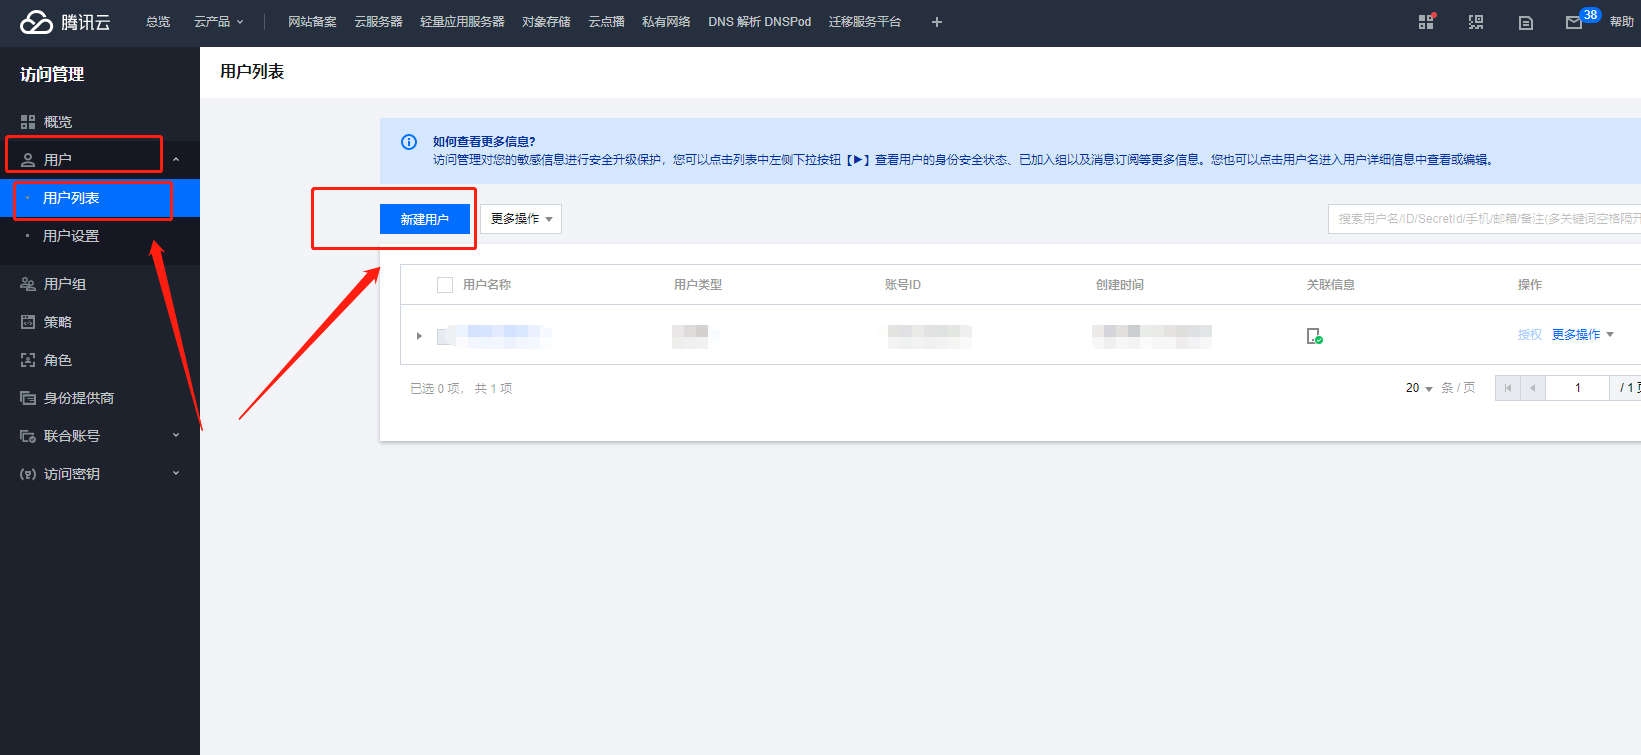 腾讯云 总览 云产品 网站备案 云服务器 轻量应用服务器 对象存储 云点播 私有网络 DNS 解析 DNSPod 迁移服务平台 + 38 帮助
访问管理
概览
用户
用户列表
用户设置
用户组
策略
角色
身份提供商
联合账号
访问密钥
用户列表
如何查看更多信息?
访问管理对您的敏感信息进行安全升级保护，您可以点击列表中左侧下拉按钮【▶】查看用户的身份安全状态、已加入组以及消息订阅等更多信息。您也可以点击用户名进入用户详细信息中查看或编辑。
新建用户 更多操作 搜索用户名/ID/SecretId/手机/邮箱/备注(多关键词空格隔开
用户名称 用户类型 账号ID 创建时间 关联信息 操作
授权 更多操作
已选 0 项， 共 1 项 20 条 / 页 1 / 1 页